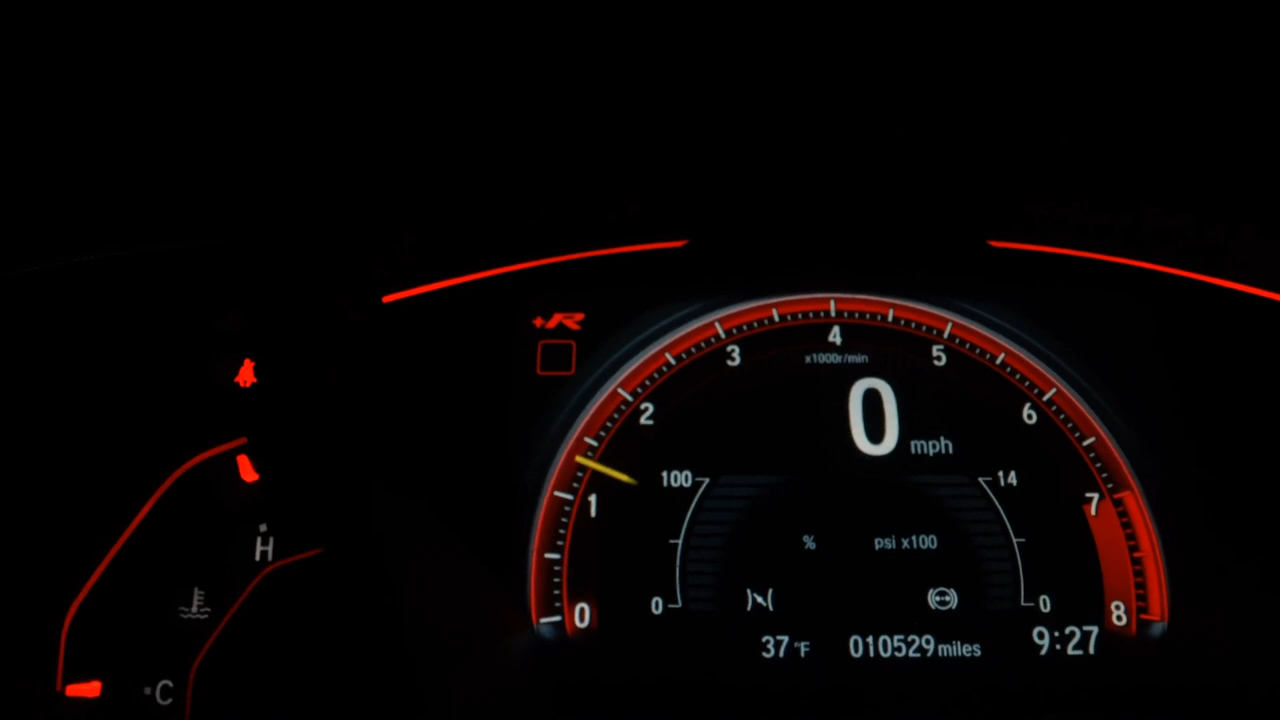 +R
4
3 5
x1000r/min
2 6
0 mph
100 14
1 7
% psi x100
H
0 0
0 8
37 °F 010529 miles 9:27
C